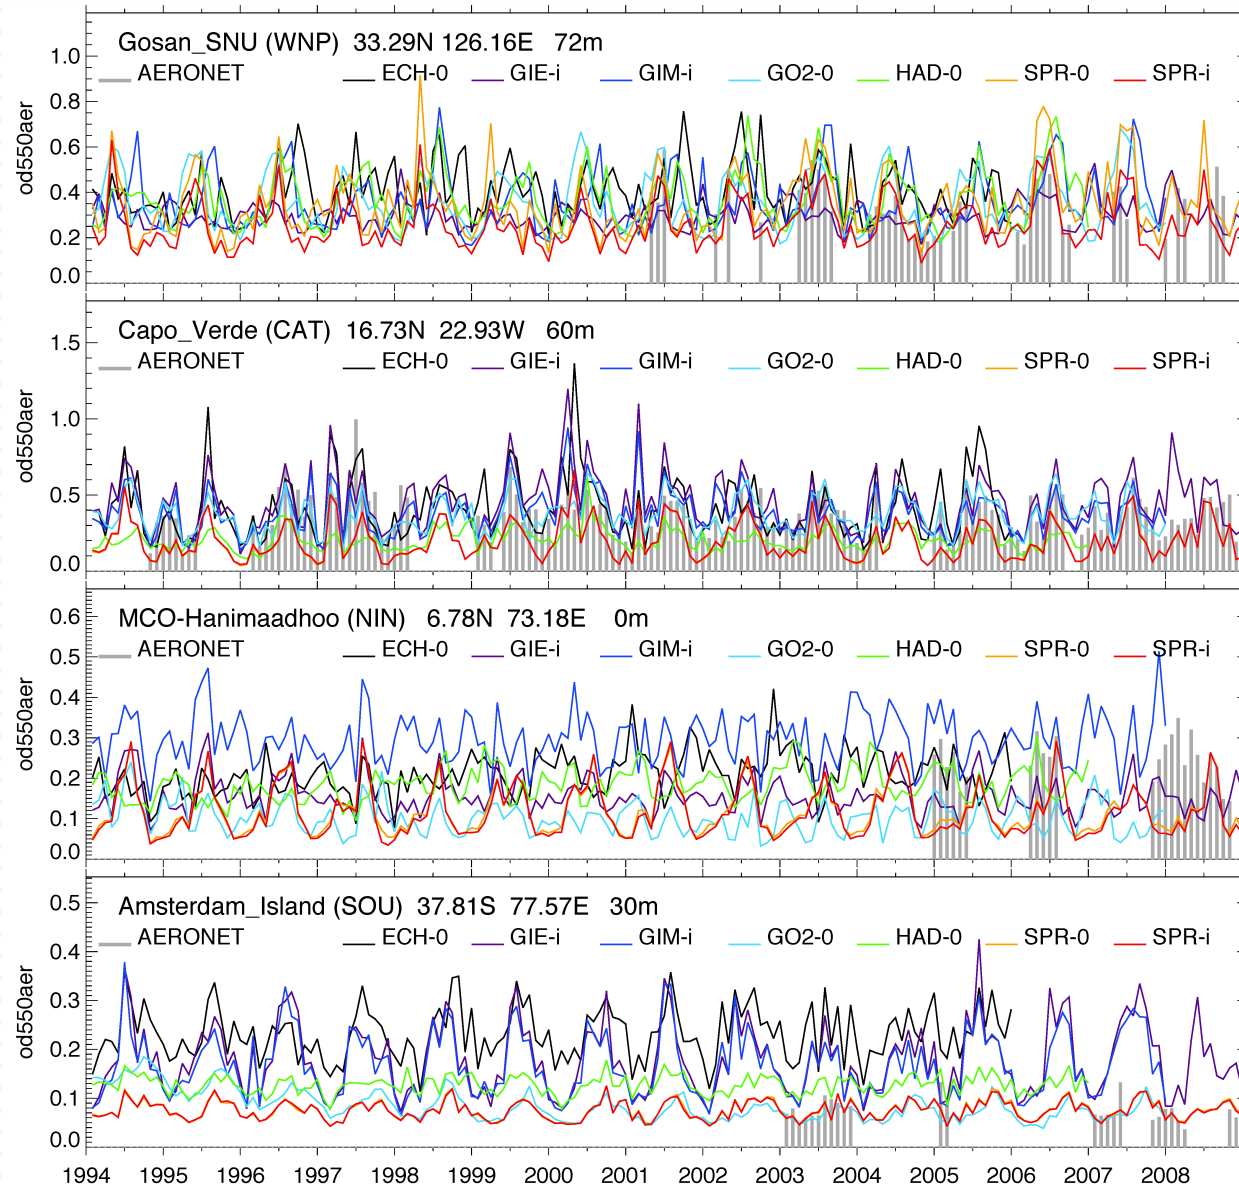 Gosan_SNU (WNP) 33.29N 126.16E 72m
AERONET ECH-0 GIE-i GIM-i GO2-0 HAD-0 SPR-0 SPR-i
od550aer
1.0
0.8
0.6
0.4
0.2
0.0
Capo_Verde (CAT) 16.73N 22.93W 60m
AERONET ECH-0 GIE-i GIM-i GO2-0 HAD-0 SPR-0 SPR-i
od550aer
1.5
1.0
0.5
0.0
MCO-Hanimaadhoo (NIN) 6.78N 73.18E 0m
AERONET ECH-0 GIE-i GIM-i GO2-0 HAD-0 SPR-0 SPR-i
od550aer
0.6
0.5
0.4
0.3
0.2
0.1
0.0
Amsterdam_Island (SOU) 37.81S 77.57E 30m
AERONET ECH-0 GIE-i GIM-i GO2-0 HAD-0 SPR-0 SPR-i
od550aer
0.5
0.4
0.3
0.2
0.1
0.0
1994 1995 1996 1997 1998 1999 2000 2001 2002 2003 2004 2005 2006 2007 2008